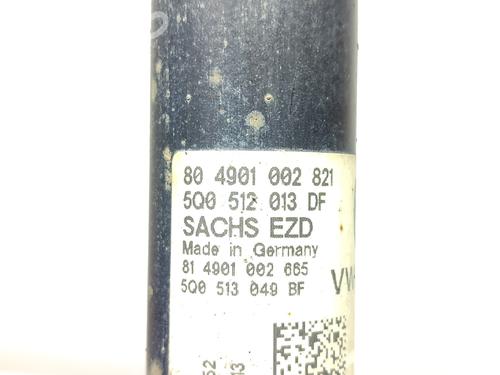 80 4901 002 821
5Q0 512 013 DF
SACHS EZD
Made in Germany
81 4901 002 665
5Q0 513 049 BF
VW